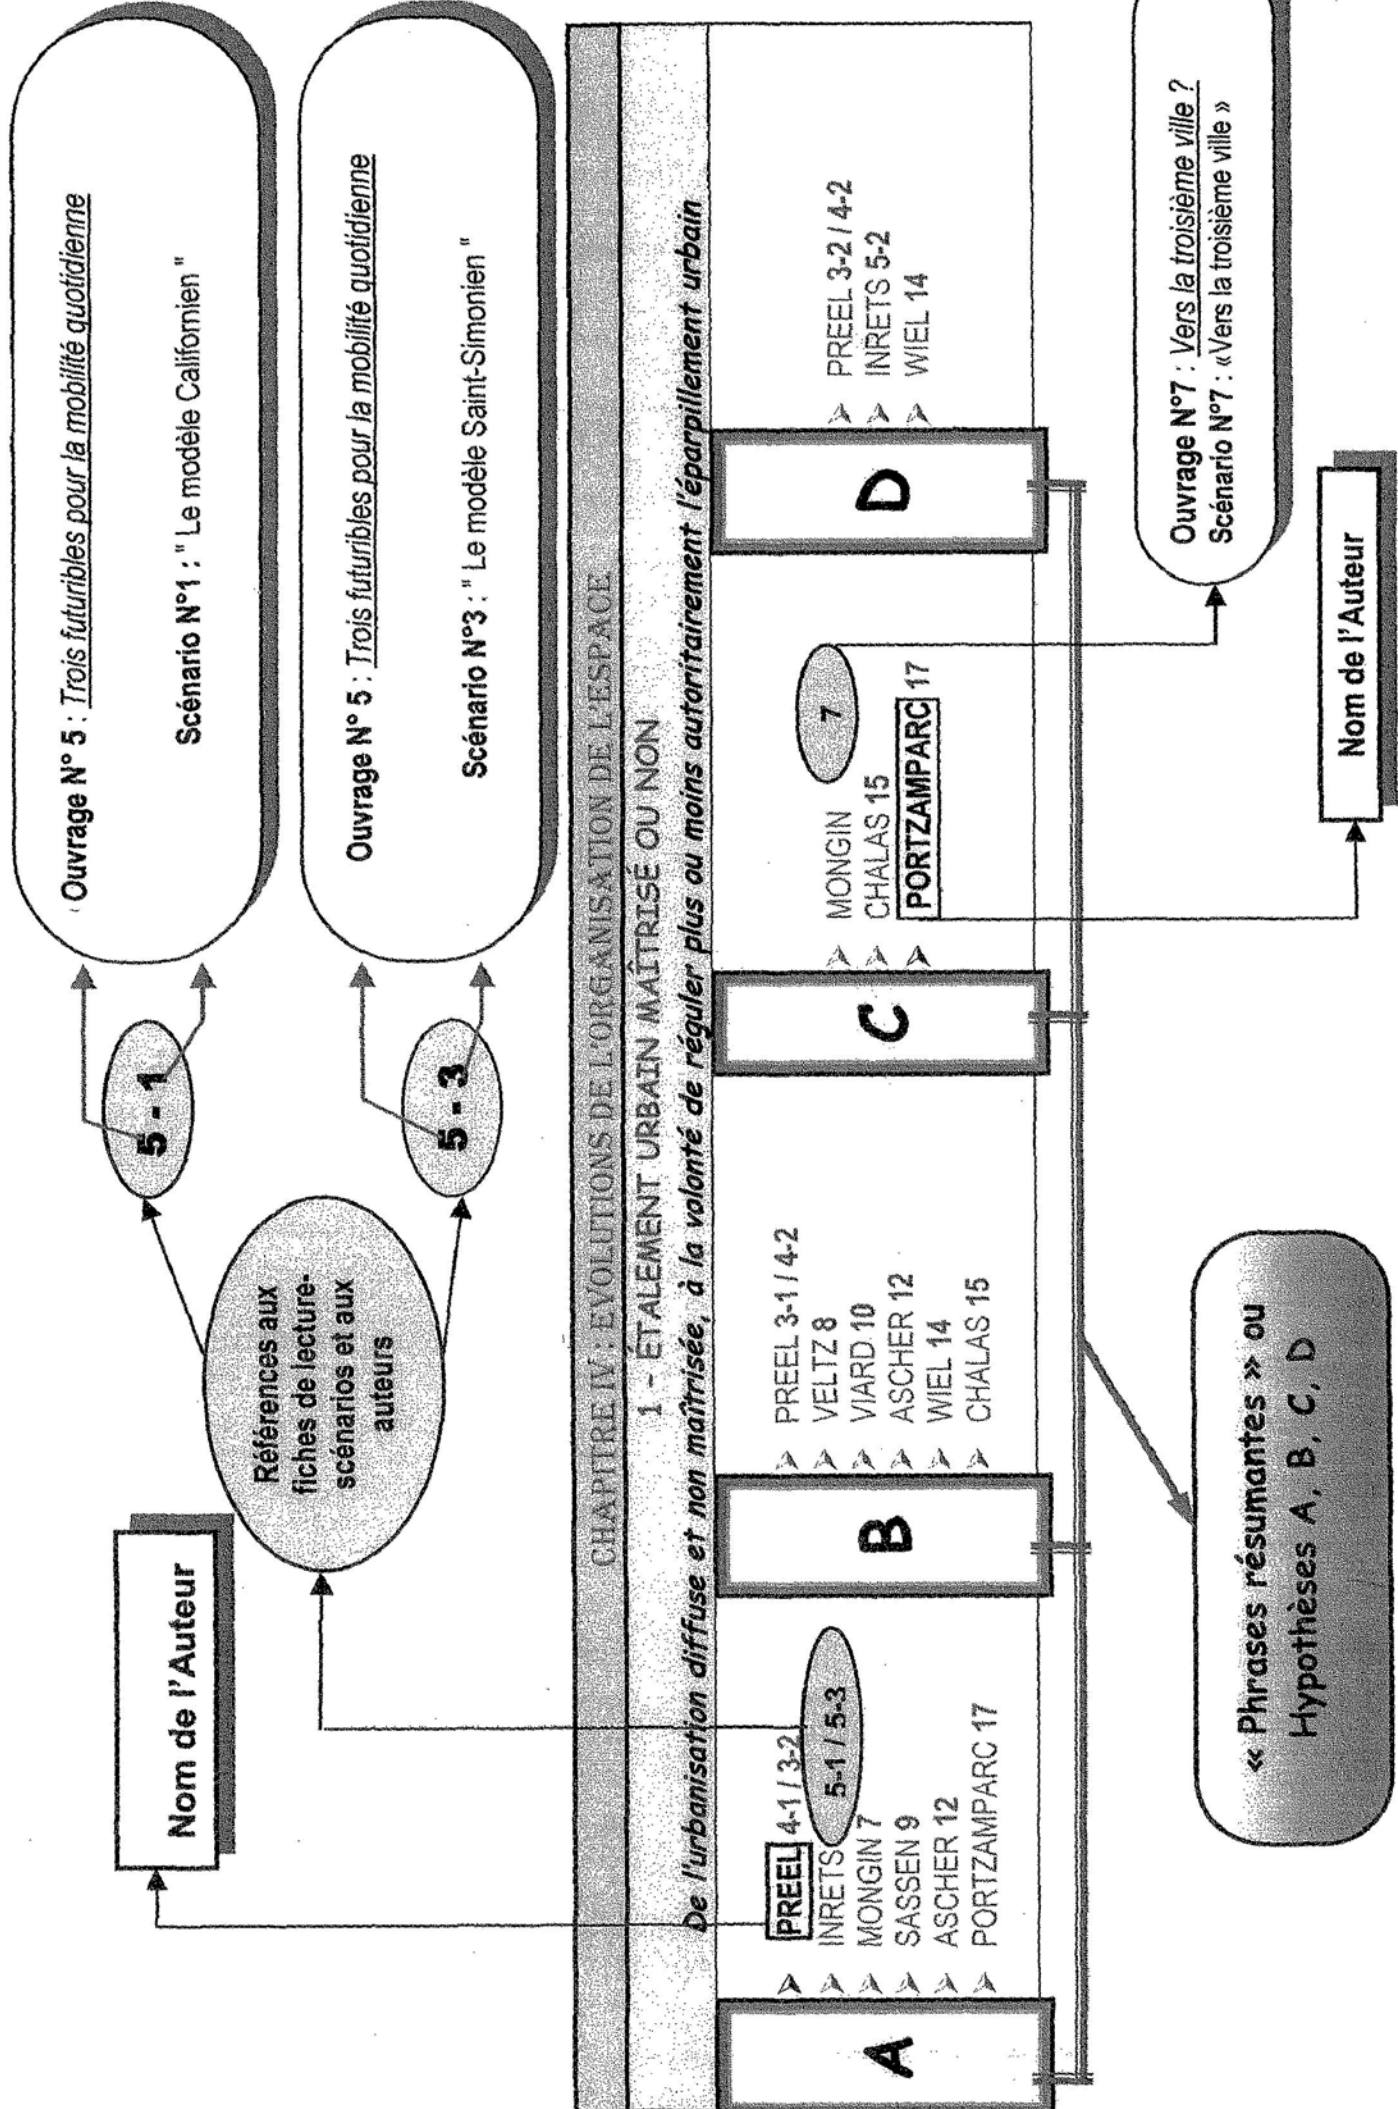 Ouvrage N° 5 : Trois futuribles pour la mobilité quotidienne
Scénario N°1 : " Le modèle Californien "
Ouvrage N° 5 : Trois futuribles pour la mobilité quotidienne
Scénario N°3 : " Le modèle Saint-Simonien "
5 - 1
5 - 3
Références aux
fiches de lecture-
scénarios et aux
auteurs
Nom de l'Auteur
CHAPITRE IV : EVOLUTIONS DE L'ORGANISATION DE L'ESPACE
1 - ÉTALEMENT URBAIN MAÎTRISÉ OU NON
De l'urbanisation diffuse et non maîtrisée, à la volonté de réguler plus ou moins autoritairement l'éparpillement urbain
A
PREEL 4-1 / 3-2
INRETS 5-1 / 5-3
MONGIN 7
SASSEN 9
ASCHER 12
PORTZAMPARC 17
B
PREEL 3-1 / 4-2
VELTZ 8
VIARD 10
ASCHER 12
WIEL 14
CHALAS 15
C
MONGIN 7
CHALAS 15
PORTZAMPARC 17
D
PREEL 3-2 / 4-2
INRETS 5-2
WIEL 14
« Phrases résumantes » ou
Hypothèses A, B, C, D
Nom de l'Auteur
Ouvrage N°7 : Vers la troisième ville ?
Scénario N°7 : «Vers la troisième ville »